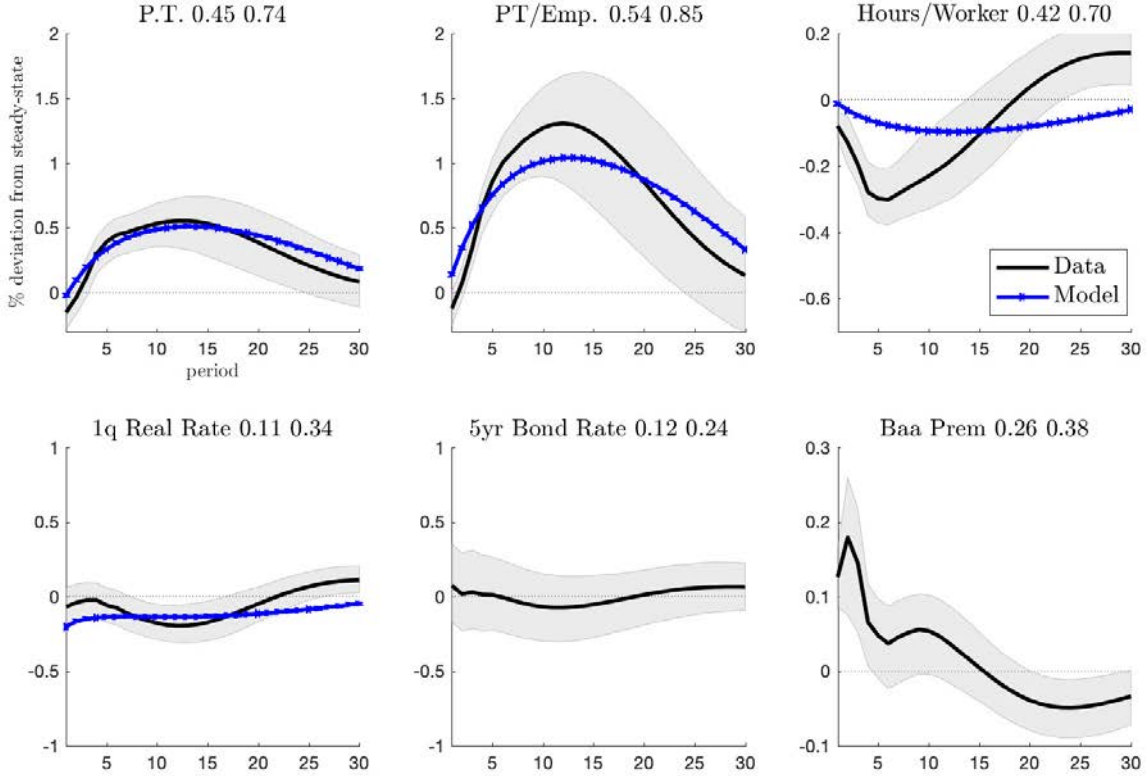 P.T. 0.45 0.74
PT/Emp. 0.54 0.85
Hours/Worker 0.42 0.70
% deviation from steady-state
2
1.5
1
0.5
0
5 10 15 20 25 30
period
2
1.5
1
0.5
0
5 10 15 20 25 30
0.2
0
-0.2
-0.4
-0.6
Data
Model
5 10 15 20 25 30
1q Real Rate 0.11 0.34
5yr Bond Rate 0.12 0.24
Baa Prem 0.26 0.38
1
0.5
0
-0.5
-1
5 10 15 20 25 30
1
0.5
0
-0.5
-1
5 10 15 20 25 30
0.3
0.2
0.1
0
-0.1
5 10 15 20 25 30